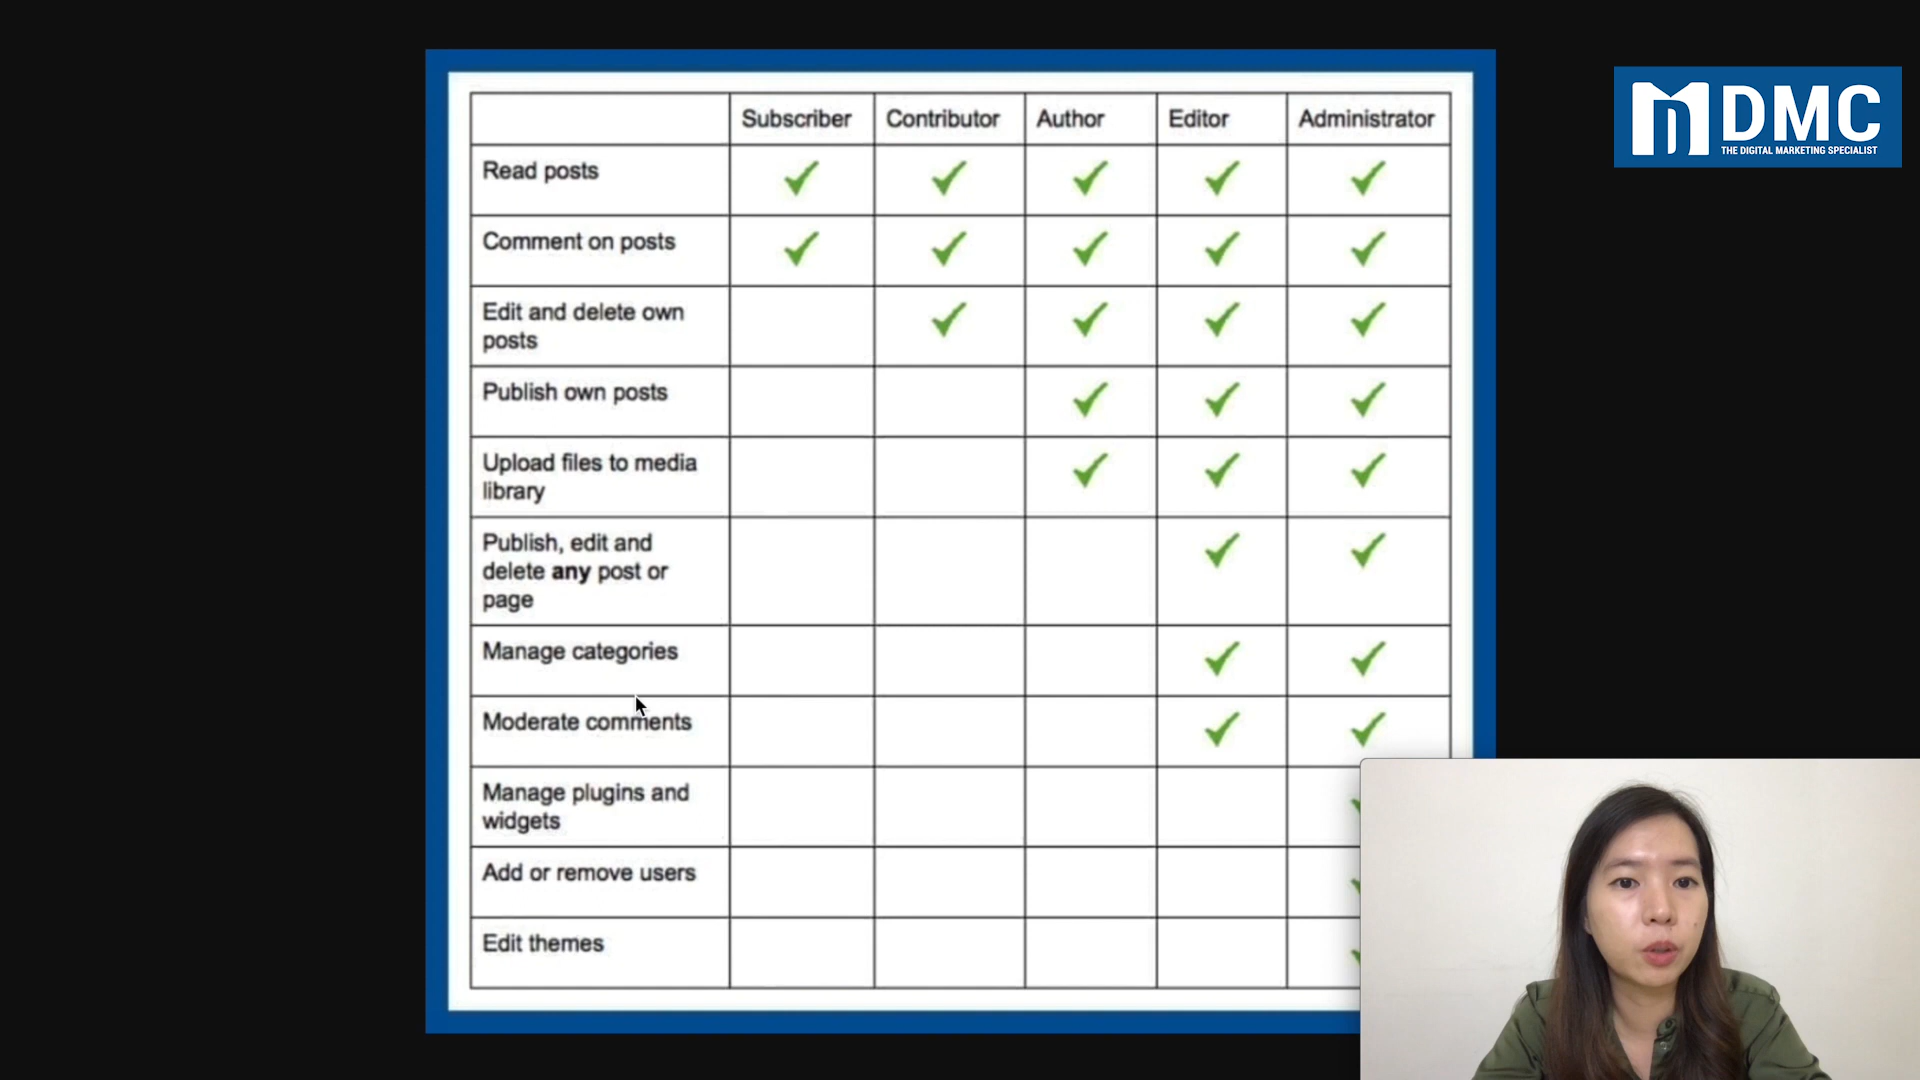 Subscriber Contributor Author Editor Administrator
Read posts
Comment on posts
Edit and delete own
posts
Publish own posts
Upload files to media
library
Publish, edit and
delete any post or
page
Manage categories
Moderate comments
Manage plugins and
widgets
Add or remove users
Edit themes
DMC
THE DIGITAL MARKETING SPECIALIST